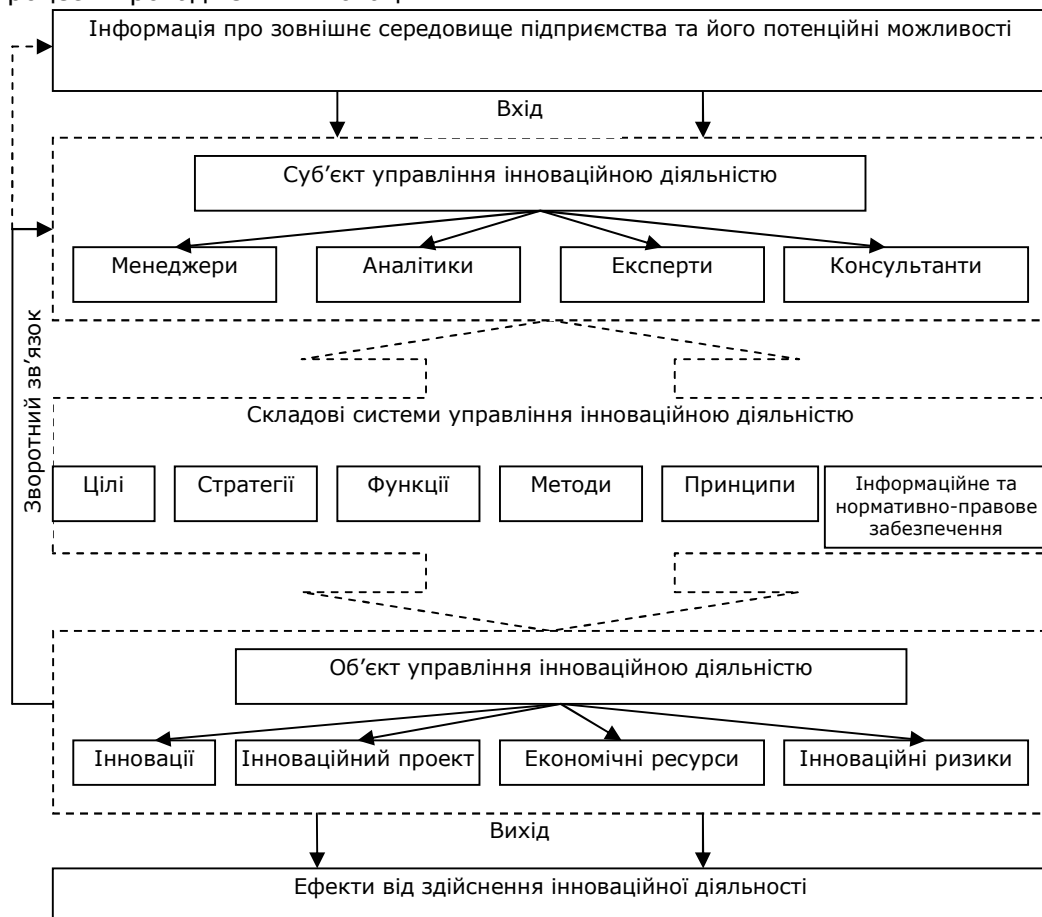 Інформація про зовнішнє середовище підприємства та його потенційні можливості
Вхід
Суб’єкт управління інноваційною діяльністю
Менеджери
Аналітики
Експерти
Консультанти
Зворотний зв’язок
Складові системи управління інноваційною діяльністю
Цілі
Стратегії
Функції
Методи
Принципи
Інформаційне та
нормативно-правове
забезпечення
Об’єкт управління інноваційною діяльністю
Інновації
Інноваційний проект
Економічні ресурси
Інноваційні ризики
Вихід
Ефекти від здійснення інноваційної діяльності